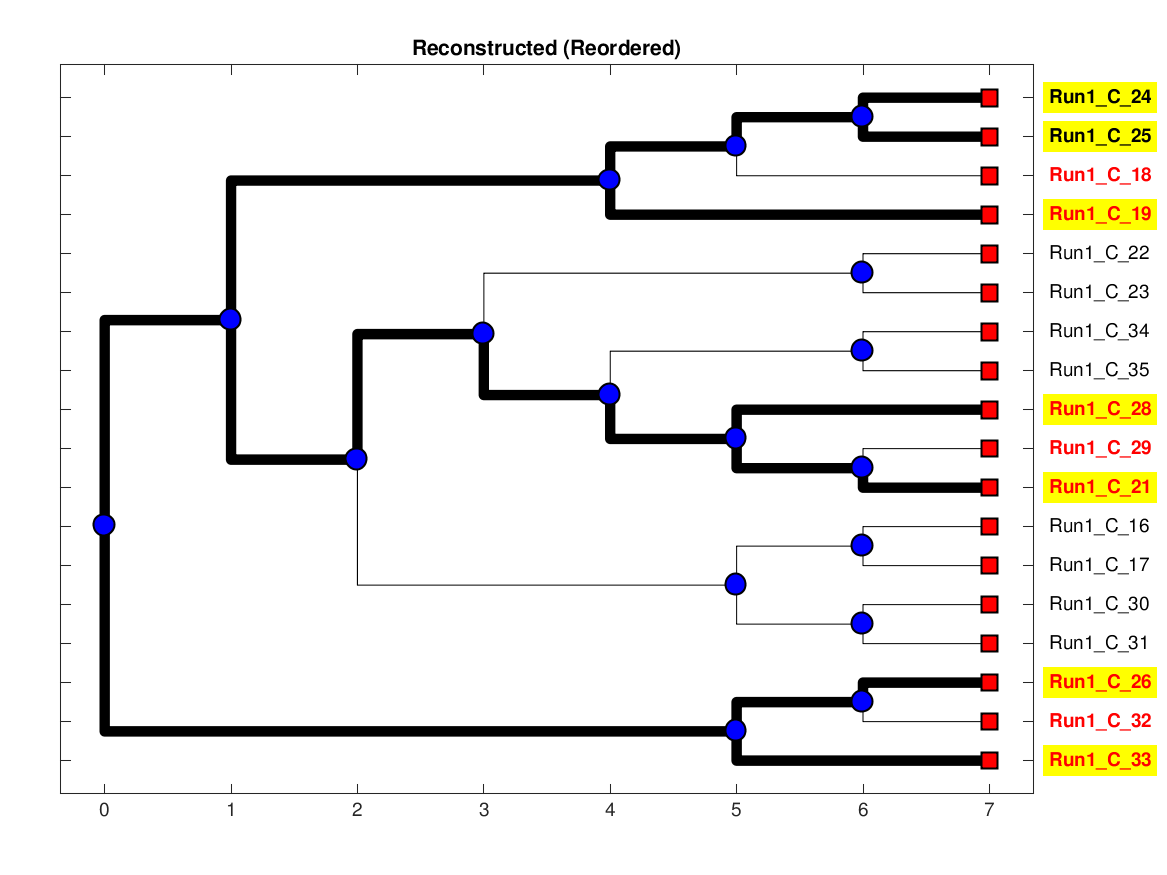 Reconstructed (Reordered)
Run1_C_24
Run1_C_25
Run1_C_18
Run1_C_19
Run1_C_22
Run1_C_23
Run1_C_34
Run1_C_35
Run1_C_28
Run1_C_29
Run1_C_21
Run1_C_16
Run1_C_17
Run1_C_30
Run1_C_31
Run1_C_26
Run1_C_32
Run1_C_33
0 1 2 3 4 5 6 7